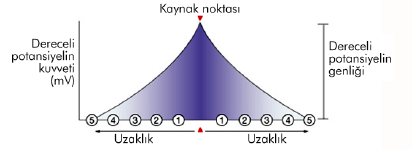 Kaynak noktası
Dereceli
potansiyelin
kuvveti
(mV)
Dereceli
potansiyelin
genliği
5 4 3 2 1 1 2 3 4 5
Uzaklık Uzaklık